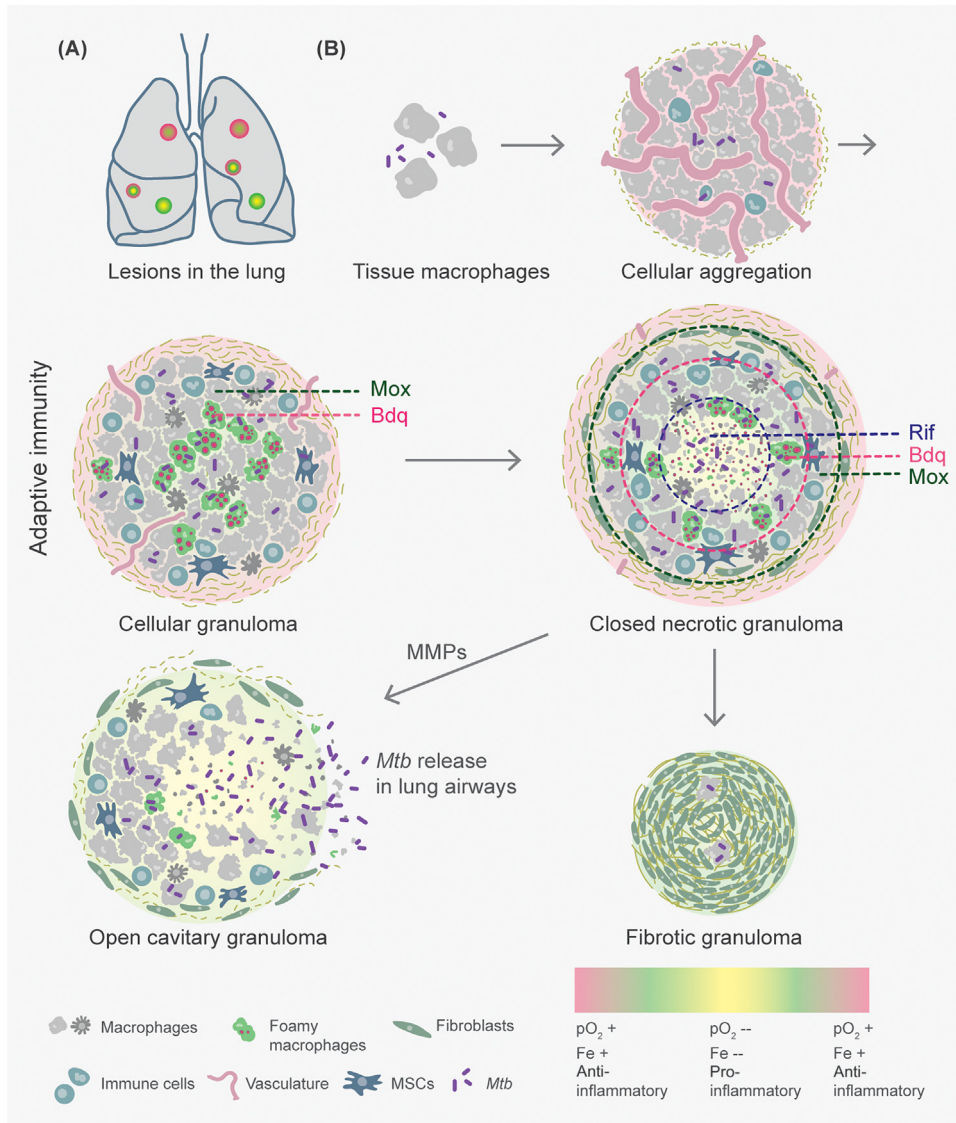 (A)
(B)
Lesions in the lung
Tissue macrophages
Cellular aggregation
Adaptive immunity
Mox
Bdq
Rif
Bdq
Mox
Cellular granuloma
Closed necrotic granuloma
MMPs
Mtb release
in lung airways
Open cavitary granuloma
Fibrotic granuloma
Macrophages
Foamy
macrophages
Fibroblasts
Immune cells
Vasculature
MSCs
Mtb
pO₂ +
pO₂ --
pO₂ +
Fe +
Fe --
Fe +
Anti-
Pro-
Anti-
inflammatory
inflammatory
inflammatory